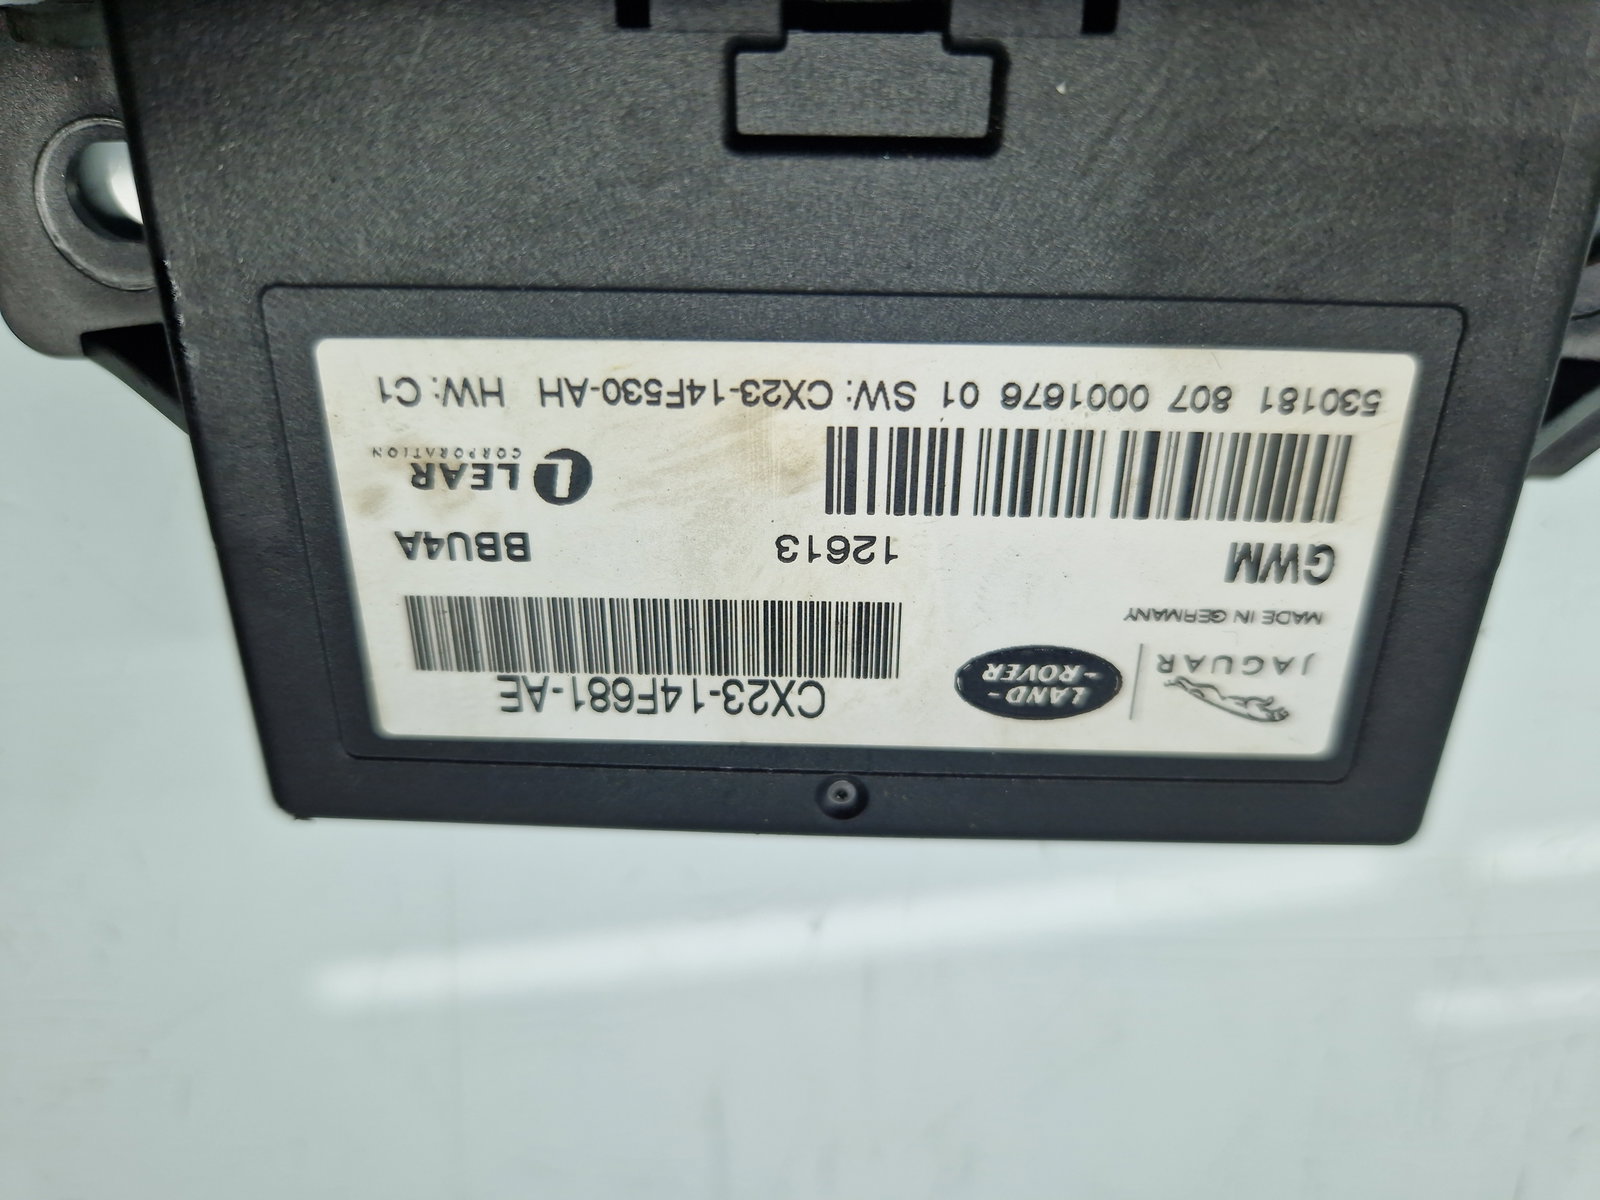 CX23-14F681-AE
JAGUAR
LAND-
-ROVER
MADE IN GERMANY
GWM
12613
BBU4A
LEAR
CORPORATION
530181 807 0001676 01 SW: CX23-14F530-AH HW: C1